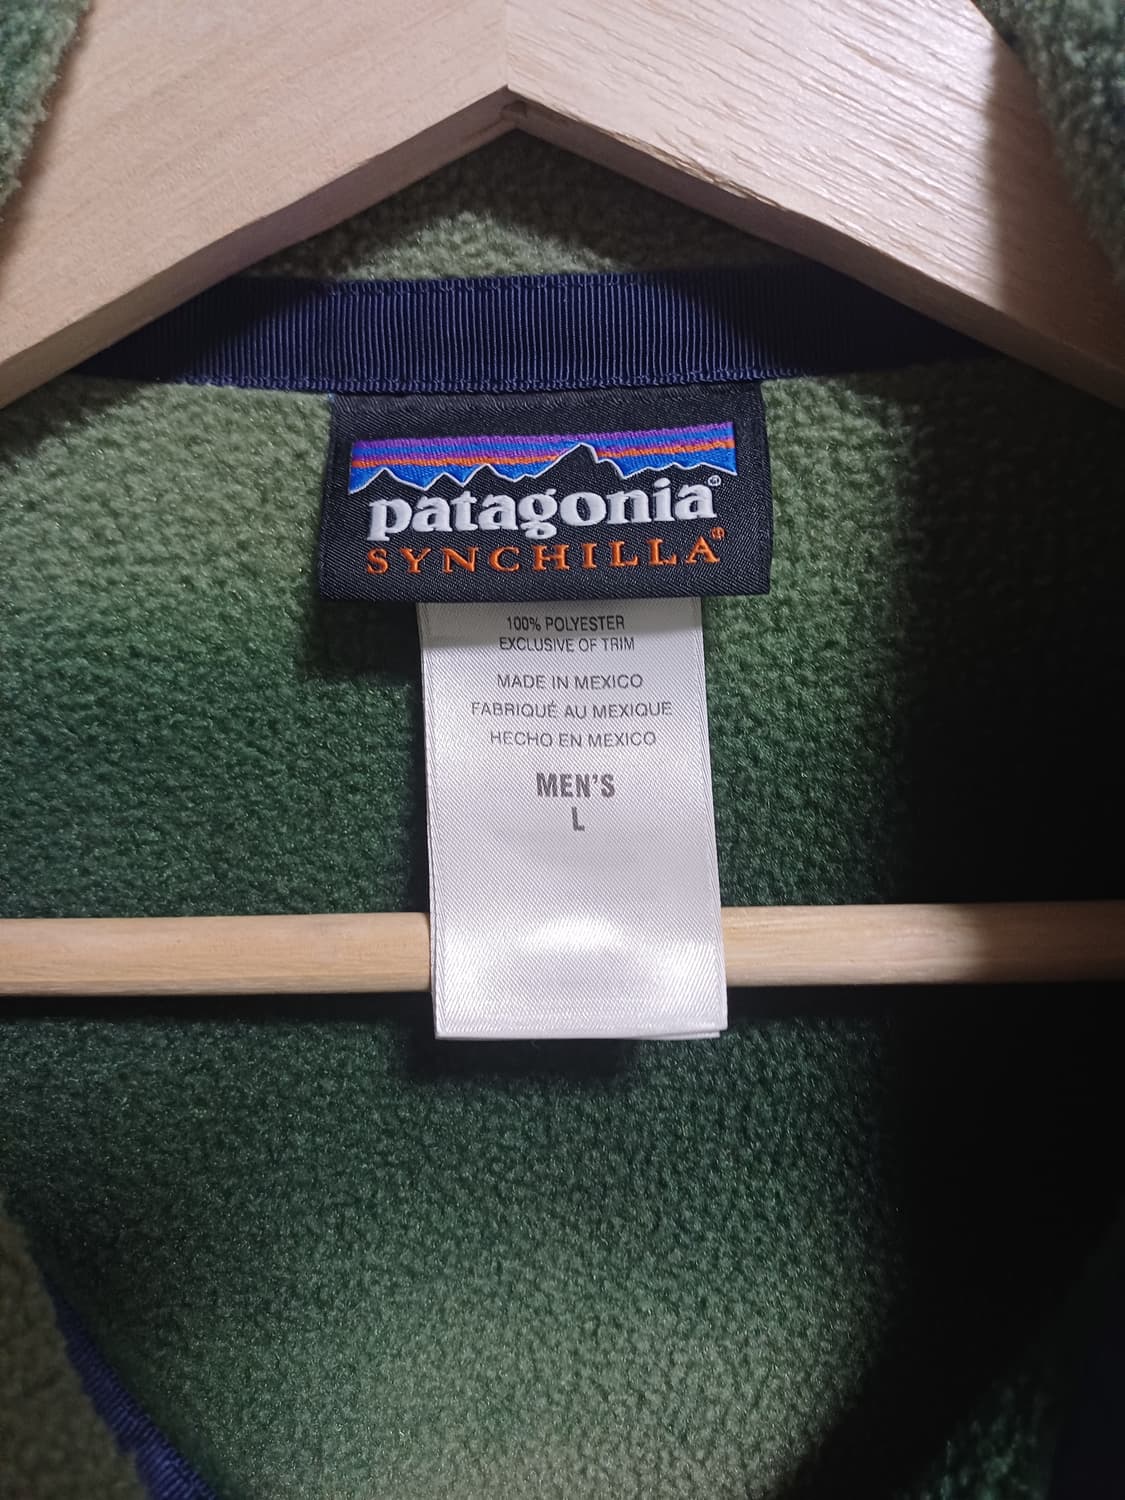 patagonia®
SYNCHILLA®
100% POLYESTER
EXCLUSIVE OF TRIM
MADE IN MEXICO
FABRIQUÉ AU MEXIQUE
HECHO EN MEXICO
MEN'S
L